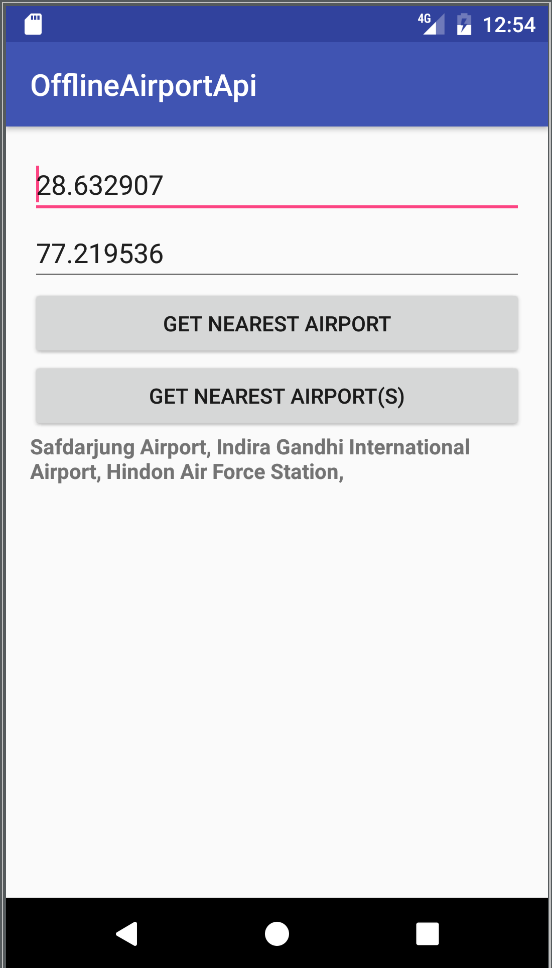 4G 12:54
OfflineAirportApi
28.632907
77.219536
GET NEAREST AIRPORT
GET NEAREST AIRPORT(S)
Safdarjung Airport, Indira Gandhi International
Airport, Hindon Air Force Station,